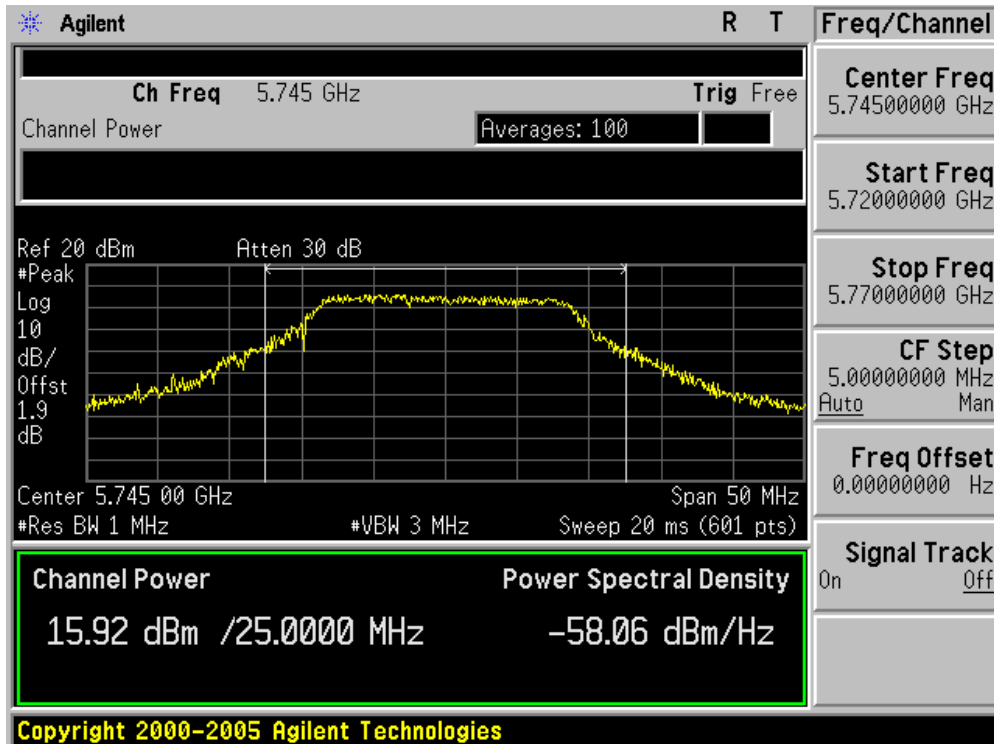 Agilent
R T
Freq/Channel
Ch Freq 5.745 GHz
Trig Free
Channel Power
Averages: 100
Center Freq
5.74500000 GHz
Start Freq
5.72000000 GHz
Stop Freq
5.77000000 GHz
CF Step
5.00000000 MHz
Auto Man
Freq Offset
0.00000000 Hz
Signal Track
On Off
Ref 20 dBm
Atten 30 dB
#Peak
Log
10
dB/
Offst
1.9
dB
Center 5.745 00 GHz
Span 50 MHz
#Res BW 1 MHz
#VBW 3 MHz
Sweep 20 ms (601 pts)
Channel Power
Power Spectral Density
15.92 dBm /25.0000 MHz
-58.06 dBm/Hz
Copyright 2000-2005 Agilent Technologies